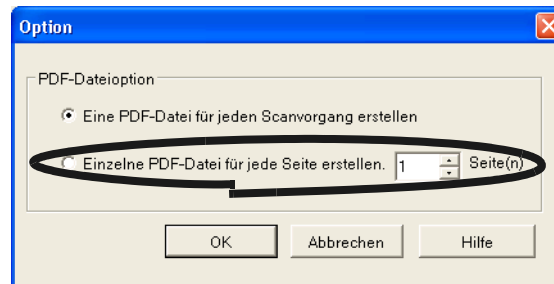 Option
PDF-Dateioption
Eine PDF-Datei für jeden Scanvorgang erstellen
Einzelne PDF-Datei für jede Seite erstellen. 1 Seite(n)
OK Abbrechen Hilfe